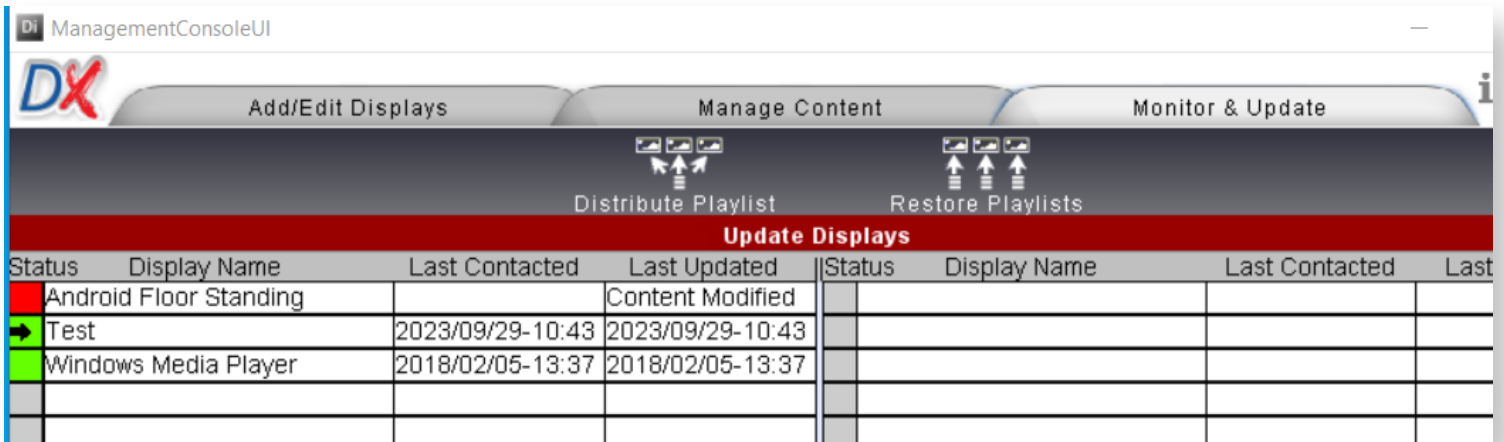 Di ManagementConsoleUI
DX
Add/Edit Displays Manage Content Monitor & Update i
Distribute Playlist Restore Playlists
Update Displays
Status Display Name Last Contacted Last Updated ||Status Display Name Last Contacted Last
Android Floor Standing Content Modified
Test 2023/09/29-10:43 2023/09/29-10:43
Windows Media Player 2018/02/05-13:37 2018/02/05-13:37